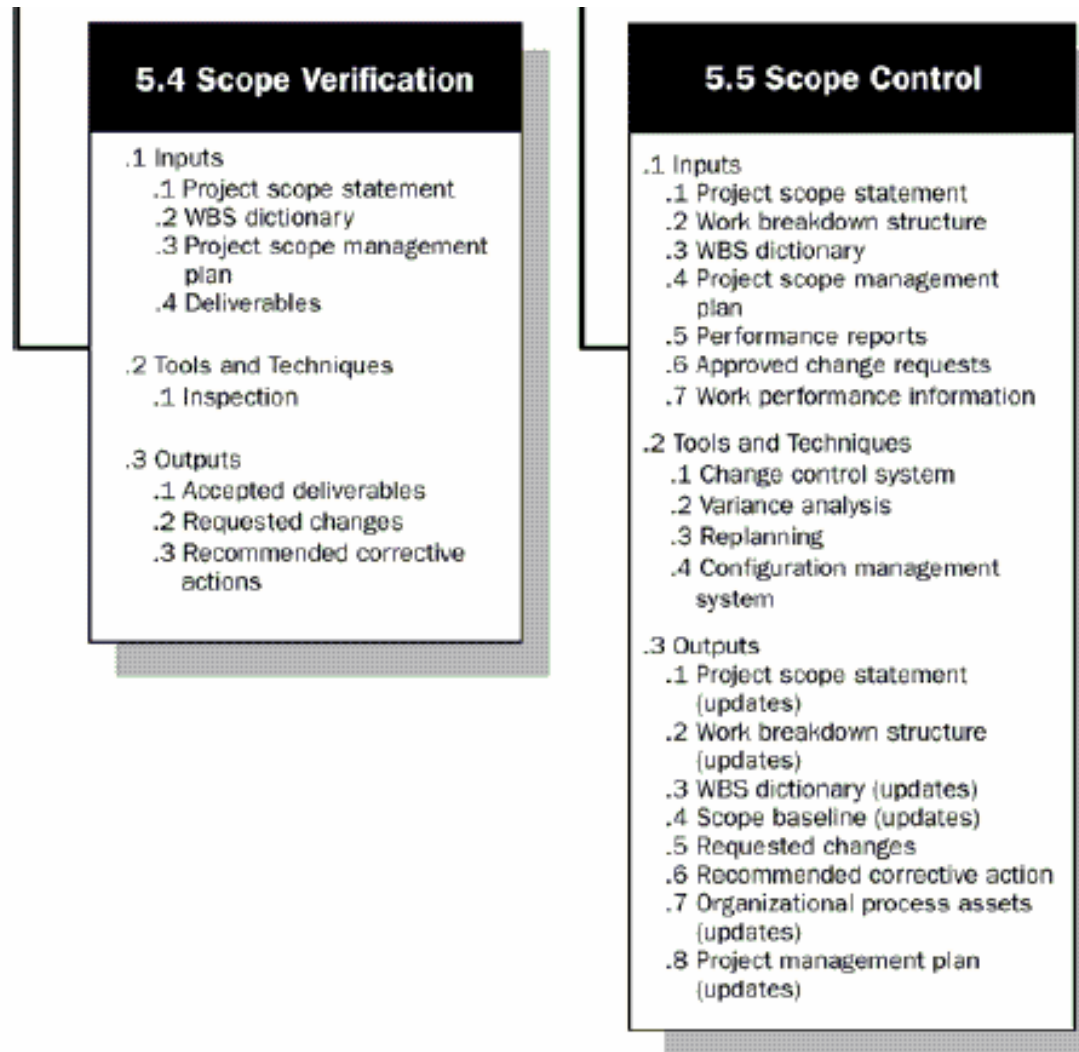 5.4 Scope Verification
.1 Inputs
.1 Project scope statement
.2 WBS dictionary
.3 Project scope management
plan
.4 Deliverables
.2 Tools and Techniques
.1 Inspection
.3 Outputs
.1 Accepted deliverables
.2 Requested changes
.3 Recommended corrective
actions
5.5 Scope Control
.1 Inputs
.1 Project scope statement
.2 Work breakdown structure
.3 WBS dictionary
.4 Project scope management
plan
.5 Performance reports
.6 Approved change requests
.7 Work performance information
.2 Tools and Techniques
.1 Change control system
.2 Variance analysis
.3 Replanning
.4 Configuration management
system
.3 Outputs
.1 Project scope statement
(updates)
.2 Work breakdown structure
(updates)
.3 WBS dictionary (updates)
.4 Scope baseline (updates)
.5 Requested changes
.6 Recommended corrective action
.7 Organizational process assets
(updates)
.8 Project management plan
(updates)